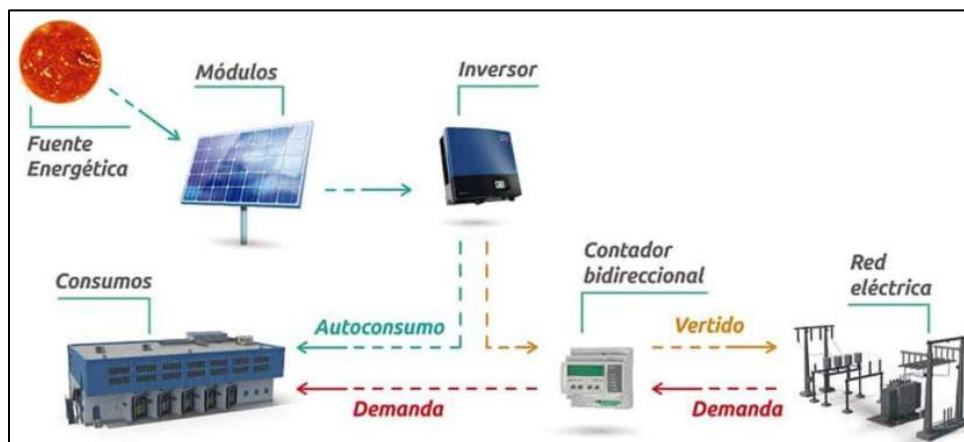 Módulos
Inversor
Fuente
Energética
Contador
bidireccional
Red
eléctrica
Consumos
Autoconsumo
Vertido
Demanda
Demanda